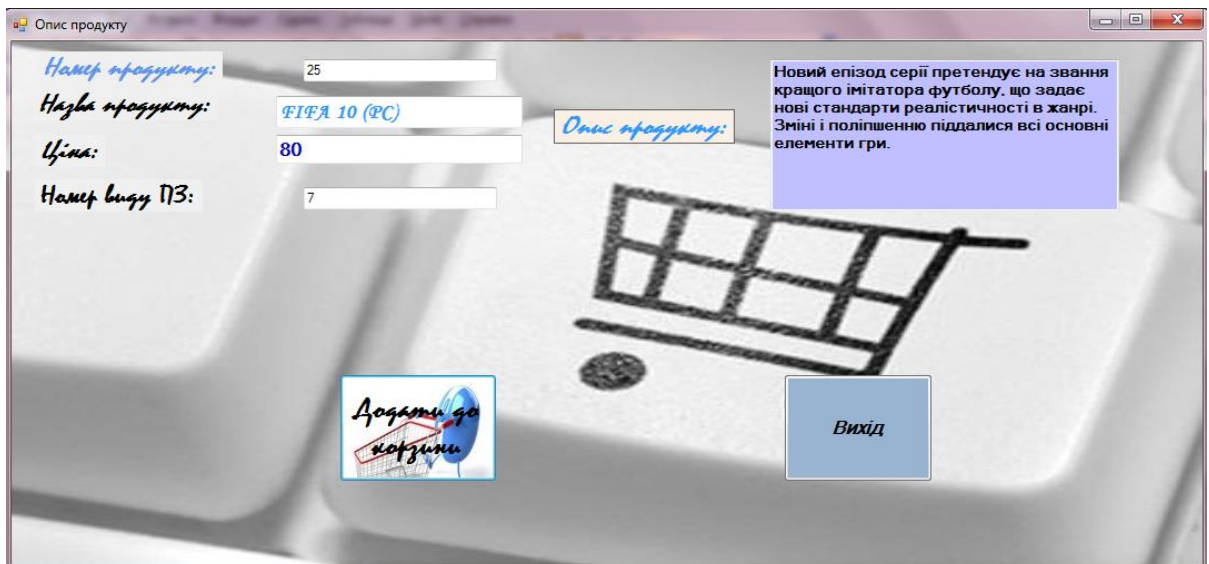 Опис продукту
Номер продукту:
25
Назва продукту:
FIFA 10 (PC)
Ціна:
80
Номер виду ПЗ:
7
Опис продукту:
Новий епізод серії претендує на звання
кращого імітатора футболу, що задає
нові стандарти реалістичності в жанрі.
Зміні і поліпшенню піддалися всі основні
елементи гри.
Додати до
корзини
Вихід